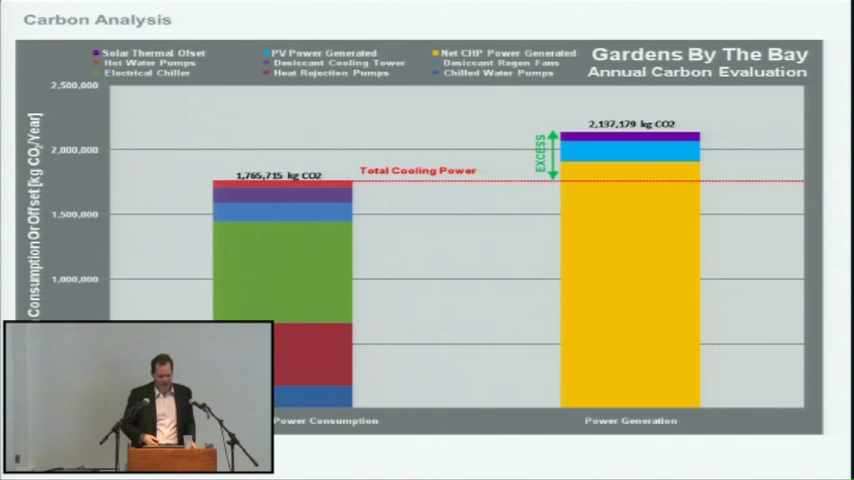 Carbon Analysis
Solar Thermal Ofset
PV Power Generated
Net CHP Power Generated
Hot Water Pumps
Desiccant Cooling Tower
Desiccant Regen Fans
Electrical Chiller
Heat Rejection Pumps
Chilled Water Pumps
Gardens By The Bay
Annual Carbon Evaluation
2,500,000
2,000,000
1,500,000
1,000,000
ConsumptionOrOffset [kg CO2/Year]
1,765,715 kg CO2
Total Cooling Power
EXCESS
2,137,179 kg CO2
Power Consumption
Power Generation